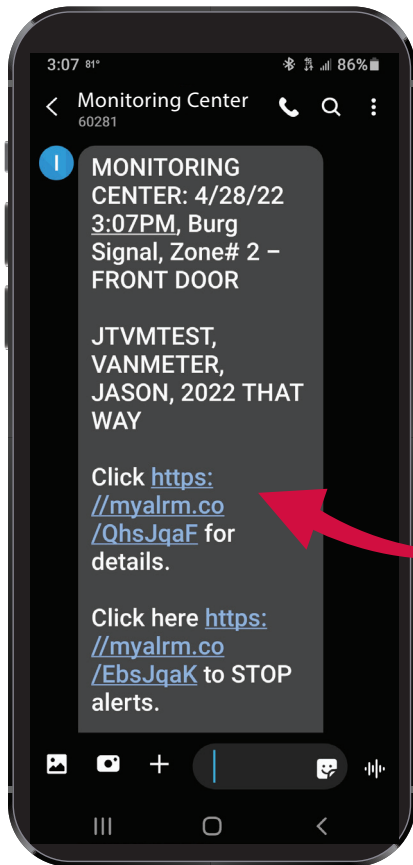 3:07 81° 86%
Monitoring Center
60281
I
MONITORING
CENTER: 4/28/22
3:07PM, Burg
Signal, Zone# 2 –
FRONT DOOR
JTVMTEST,
VANMETER,
JASON, 2022 THAT
WAY
Click https:
//myalrm.co
/QhsJqaF for
details.
Click here https:
//myalrm.co
/EbsJqaK to STOP
alerts.